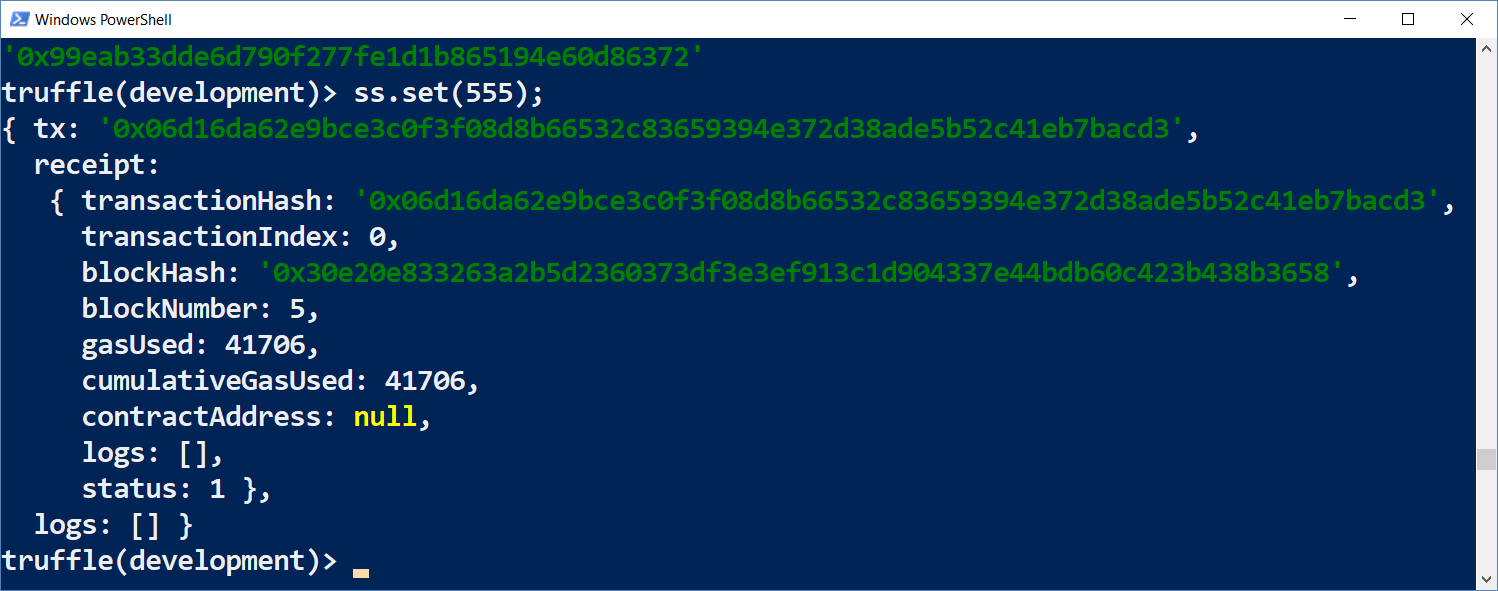 Windows PowerShell
'0x99eab33dde6d790f277fe1d1b865194e60d86372'
truffle(development)> ss.set(555);
{ tx: '0x06d16da62e9bce3c0f3f08d8b66532c83659394e372d38ade5b52c41eb7bacd3',
  receipt:
   { transactionHash: '0x06d16da62e9bce3c0f3f08d8b66532c83659394e372d38ade5b52c41eb7bacd3',
     transactionIndex: 0,
     blockHash: '0x30e20e833263a2b5d2360373df3e3ef913c1d904337e44bdb60c423b438b3658',
     blockNumber: 5,
     gasUsed: 41706,
     cumulativeGasUsed: 41706,
     contractAddress: null,
     logs: [],
     status: 1 },
  logs: [] }
truffle(development)>